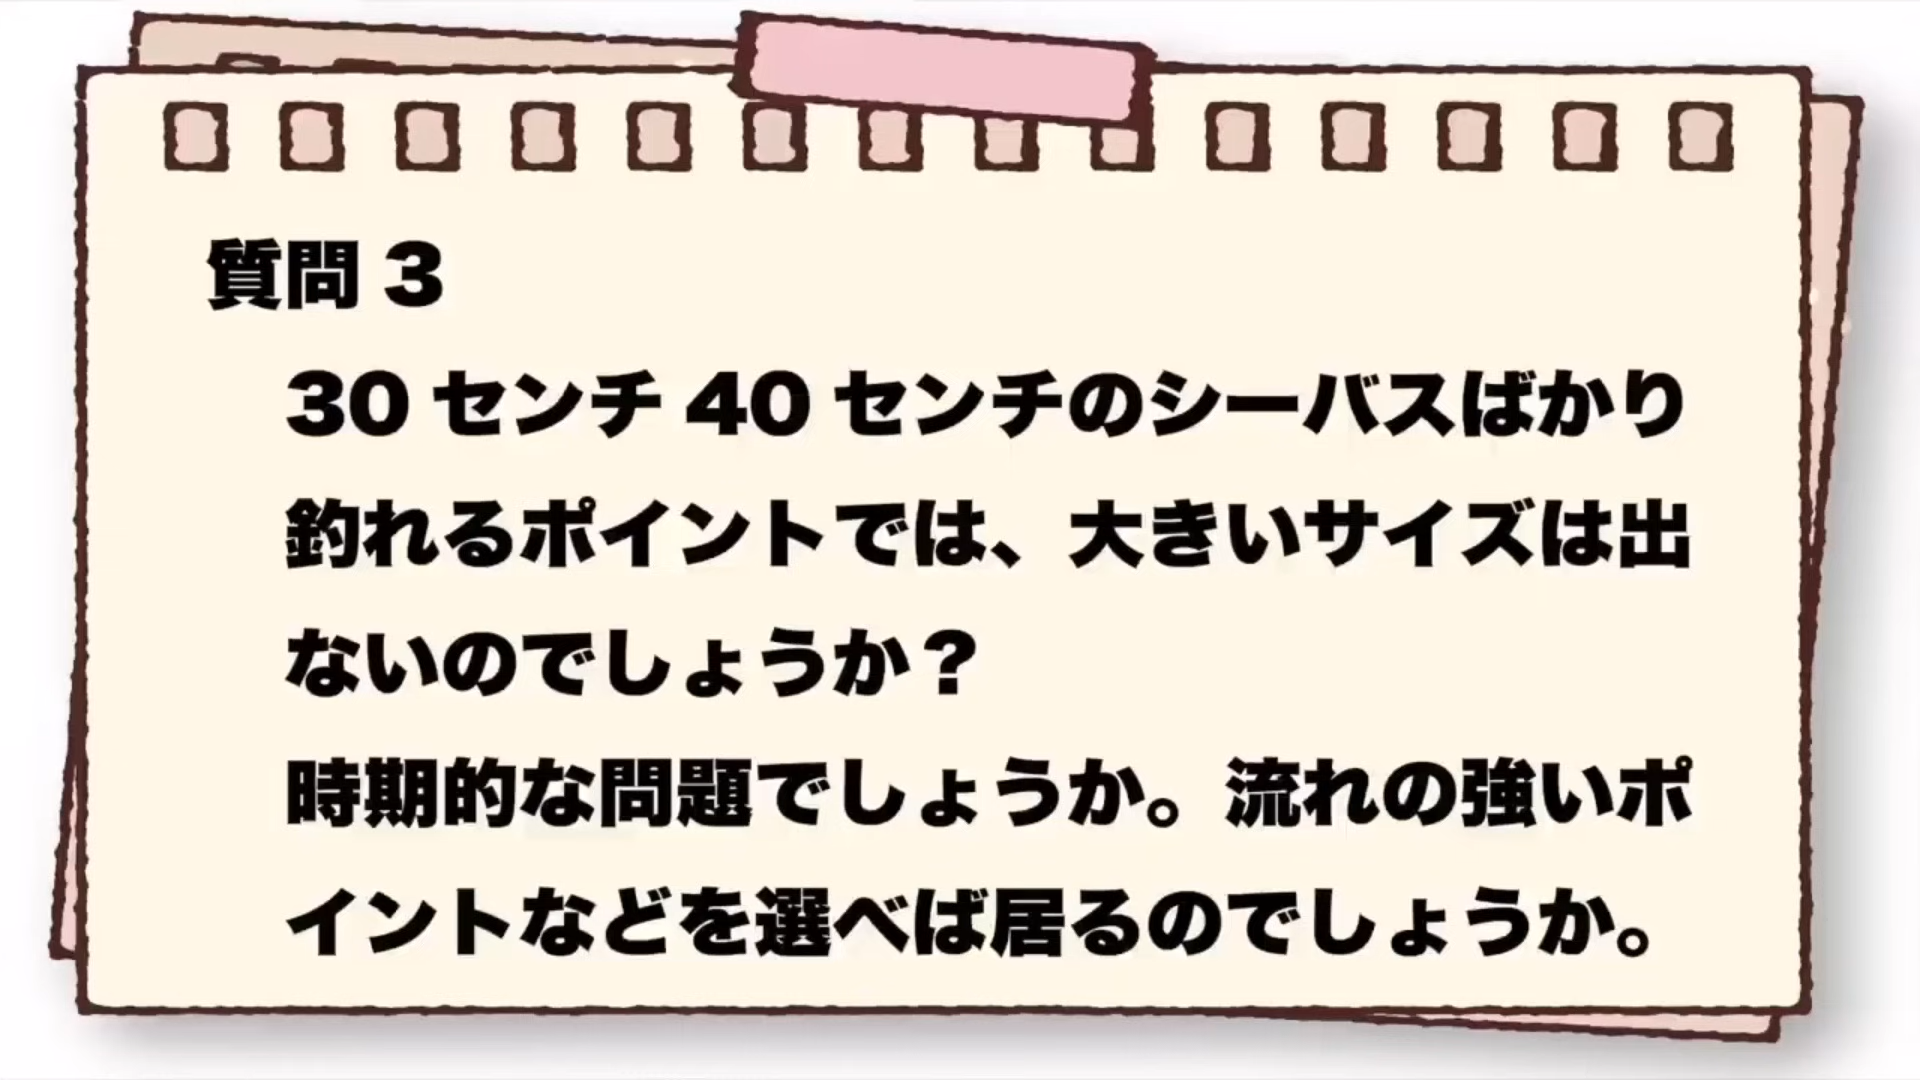 質問3
30センチ40センチのシーバスばかり
釣れるポイントでは、大きいサイズは出
ないのでしょうか？
時期的な問題でしょうか。流れの強いポ
イントなどを選べば居るのでしょうか。